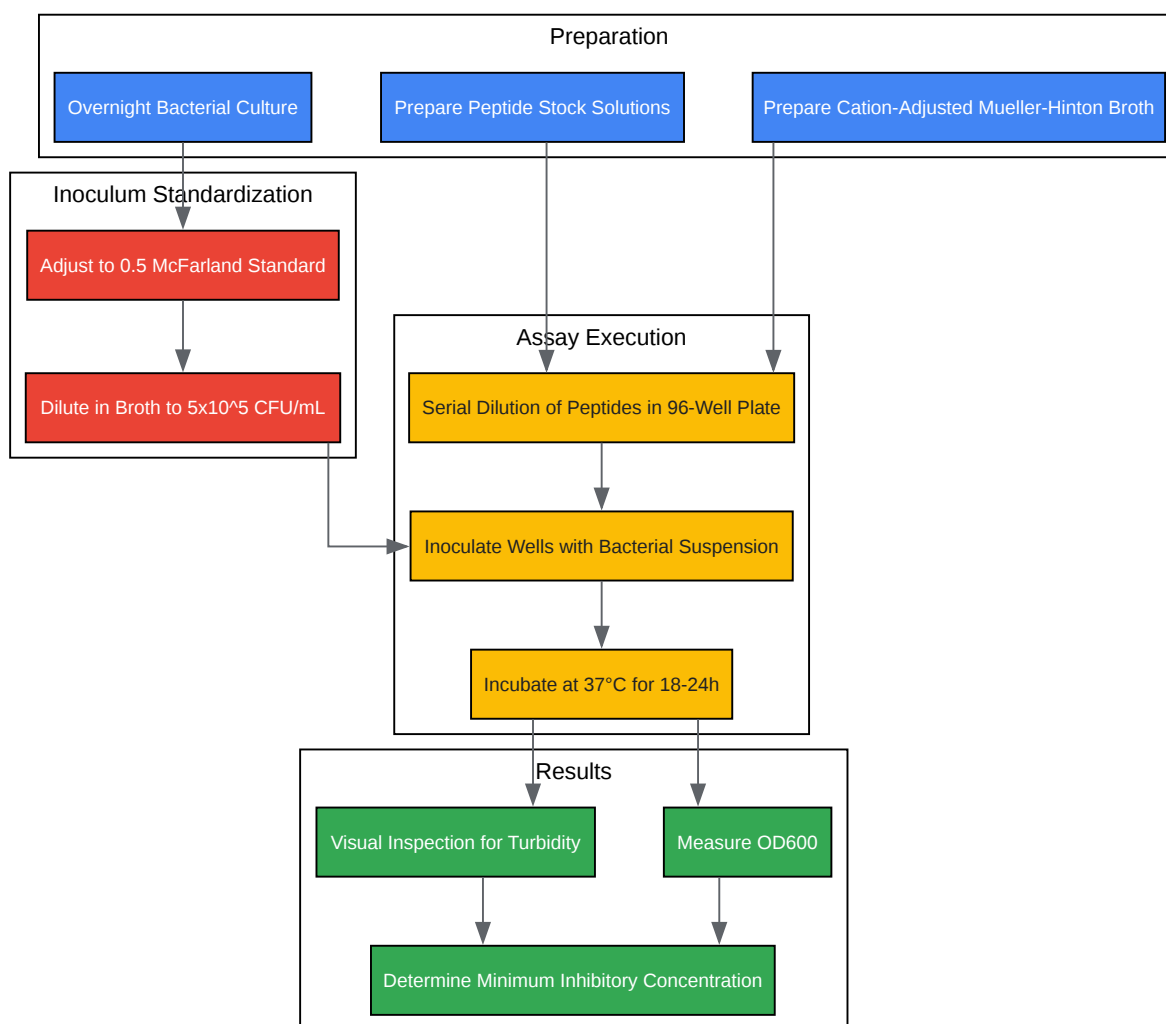 Preparation
Overnight Bacterial Culture
Prepare Peptide Stock Solutions
Prepare Cation-Adjusted Mueller-Hinton Broth
Inoculum Standardization
Adjust to 0.5 McFarland Standard
Dilute in Broth to 5x10^5 CFU/mL
Assay Execution
Serial Dilution of Peptides in 96-Well Plate
Inoculate Wells with Bacterial Suspension
Incubate at 37°C for 18-24h
Results
Visual Inspection for Turbidity
Measure OD600
Determine Minimum Inhibitory Concentration